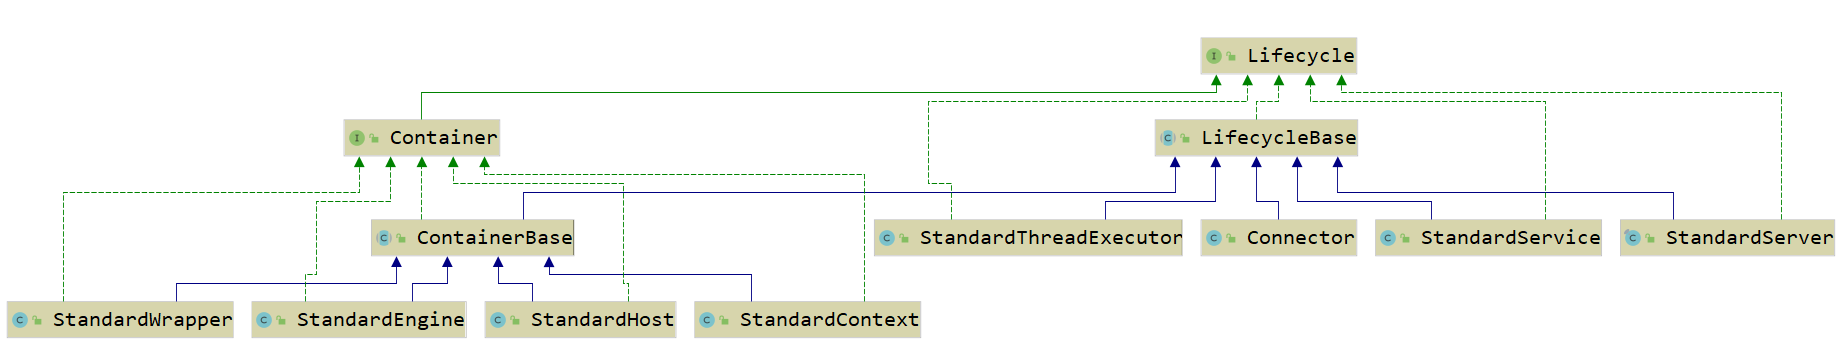 Lifecycle
Container
LifecycleBase
ContainerBase
StandardThreadExecutor
Connector
StandardService
StandardServer
StandardWrapper
StandardEngine
StandardHost
StandardContext